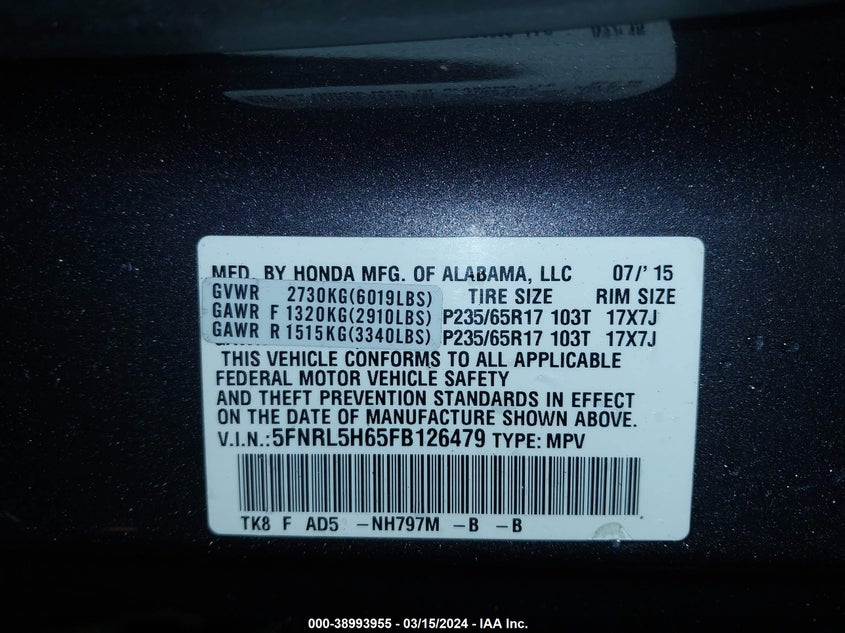 MFD. BY HONDA MFG. OF ALABAMA, LLC 07/' 15
GVWR 2730KG(6019LBS) TIRE SIZE RIM SIZE
GAWR F 1320KG(2910LBS) P235/65R17 103T 17X7J
GAWR R 1515KG(3340LBS) P235/65R17 103T 17X7J
THIS VEHICLE CONFORMS TO ALL APPLICABLE
FEDERAL MOTOR VEHICLE SAFETY
AND THEFT PREVENTION STANDARDS IN EFFECT
ON THE DATE OF MANUFACTURE SHOWN ABOVE.
V.I.N.:5FNRL5H65FB126479 TYPE: MPV
TK8 F AD5 -NH797M -B -B
000-38993955 - 03/15/2024 - IAA Inc.